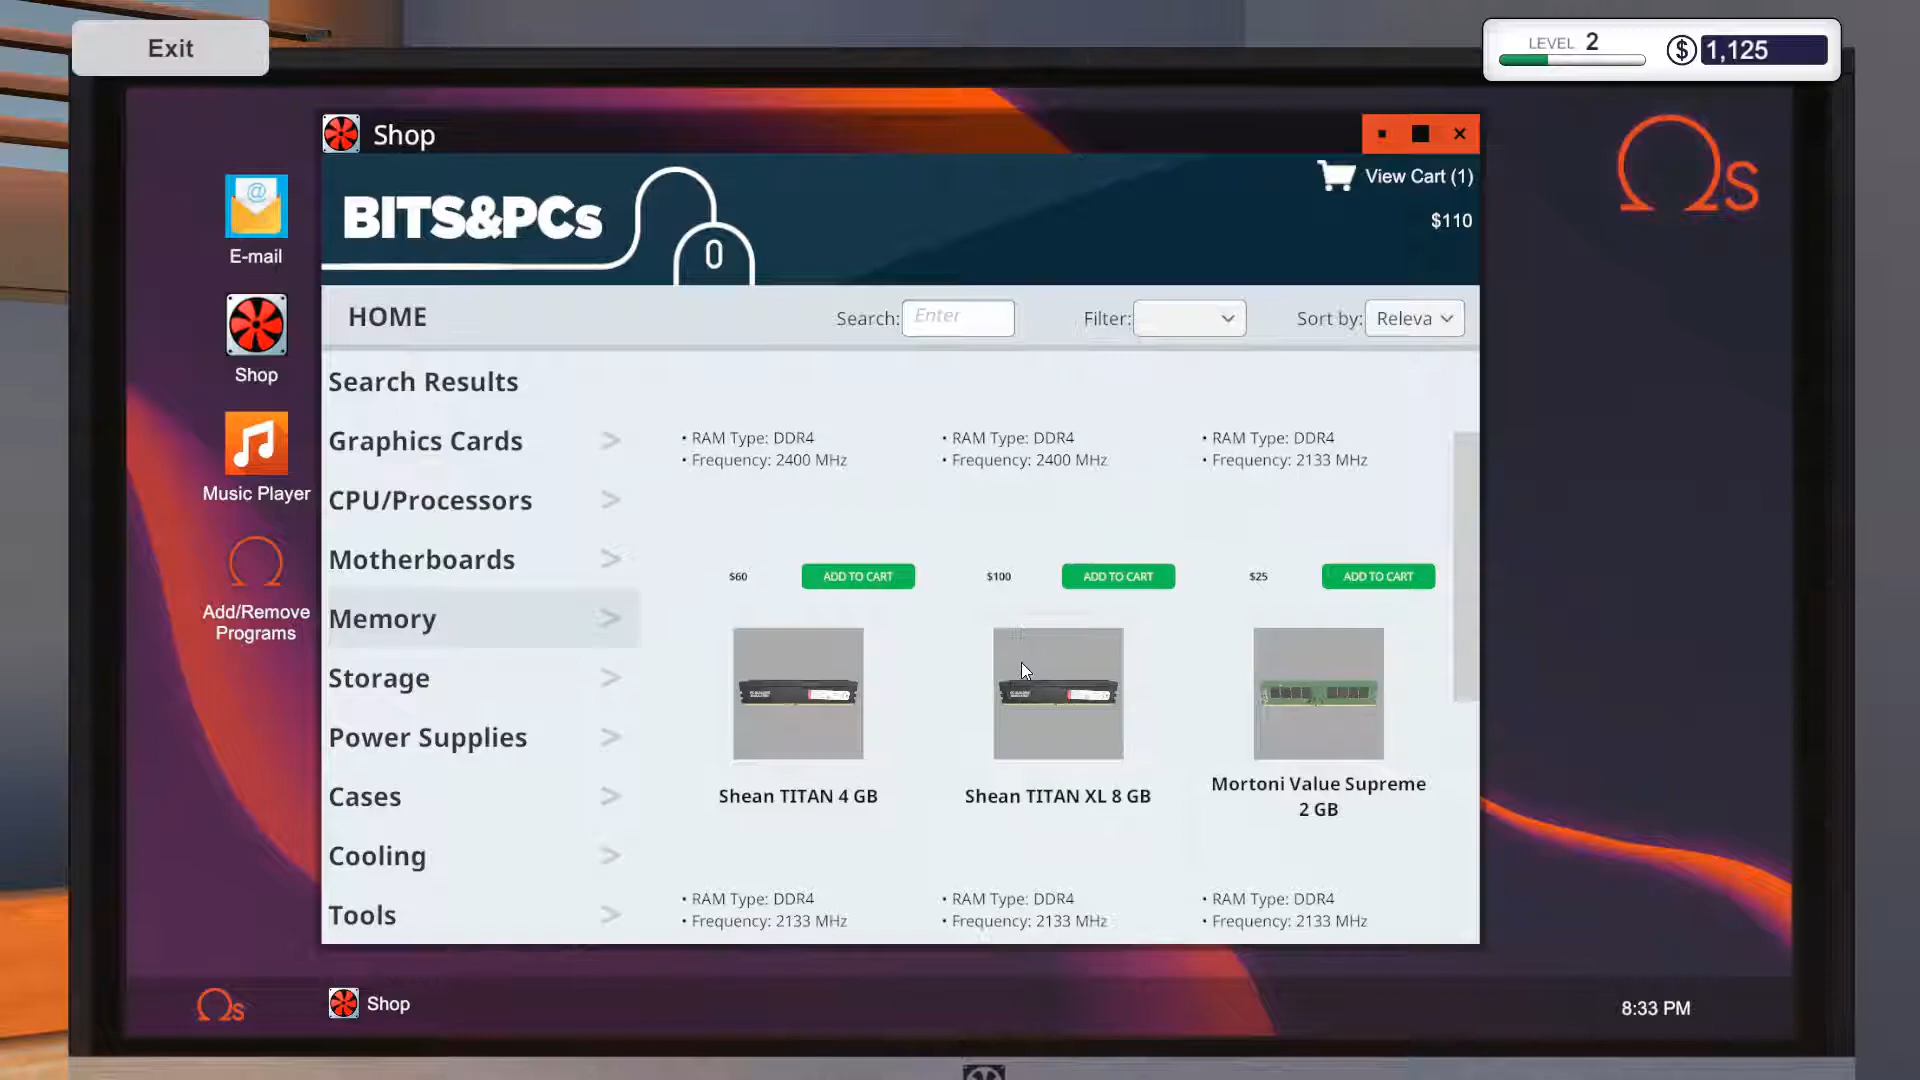 Exit
LEVEL 2
$ 1,125
Shop
View Cart (1)
$110
BITS&PCs
E-mail
Shop
Music Player
Add/Remove
Programs
HOME
Search: Enter
Filter:
Sort by: Releva
Search Results
Graphics Cards >
CPU/Processors >
Motherboards >
Memory >
Storage >
Power Supplies >
Cases >
Cooling >
Tools >
• RAM Type: DDR4
• Frequency: 2400 MHz
$60 ADD TO CART
• RAM Type: DDR4
• Frequency: 2400 MHz
$100 ADD TO CART
• RAM Type: DDR4
• Frequency: 2133 MHz
$25 ADD TO CART
Shean TITAN 4 GB
• RAM Type: DDR4
• Frequency: 2133 MHz
Shean TITAN XL 8 GB
• RAM Type: DDR4
• Frequency: 2133 MHz
Mortoni Value Supreme
2 GB
• RAM Type: DDR4
• Frequency: 2133 MHz
Ωs
Ωs
Shop
8:33 PM